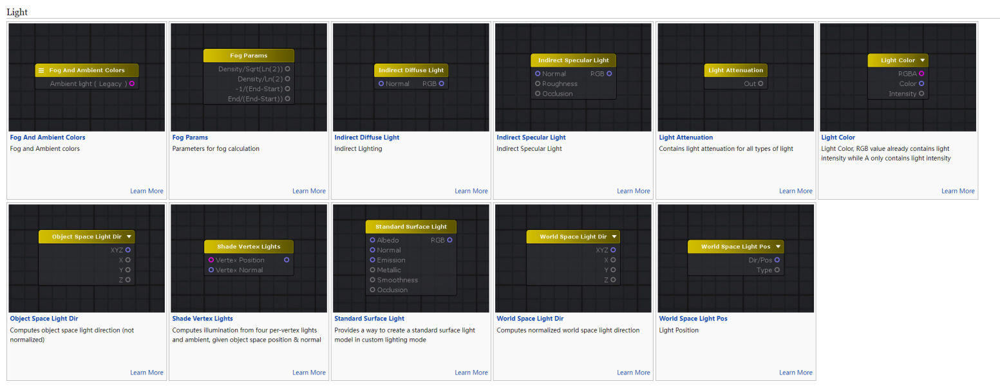 Light
Fog And Ambient Colors
Ambient light ( Legacy )
Fog And Ambient Colors
Fog and Ambient colors
Learn More
Fog Params
Density/Sqrt(Ln(2))
Density/Ln(2)
-1/(End-Start)
End/(End-Start))
Fog Params
Parameters for fog calculation
Learn More
Indirect Diffuse Light
Normal RGB
Indirect Diffuse Light
Indirect Lighting
Learn More
Indirect Specular Light
Normal RGB
Roughness
Occlusion
Indirect Specular Light
Indirect Specular Light
Learn More
Light Attenuation
Out
Light Attenuation
Contains light attenuation for all types of light
Learn More
Light Color
RGBA
Color
Intensity
Light Color
Light Color, RGB value already contains light
intensity while A only contains light intensity
Learn More
Object Space Light Dir
XYZ
X
Y
Z
Object Space Light Dir
Computes object space light direction (not
normalized)
Learn More
Shade Vertex Lights
Vertex Position
Vertex Normal
Shade Vertex Lights
Computes illumination from four per-vertex lights
and ambient, given object space position & normal
Learn More
Standard Surface Light
Albedo RGB
Normal
Emission
Metallic
Smoothness
Occlusion
Standard Surface Light
Provides a way to create a standard surface light
model in custom lighting mode
Learn More
World Space Light Dir
XYZ
X
Y
Z
World Space Light Dir
Computes normalized world space light direction
Learn More
World Space Light Pos
Dir/Pos
Type
World Space Light Pos
Light Position
Learn More